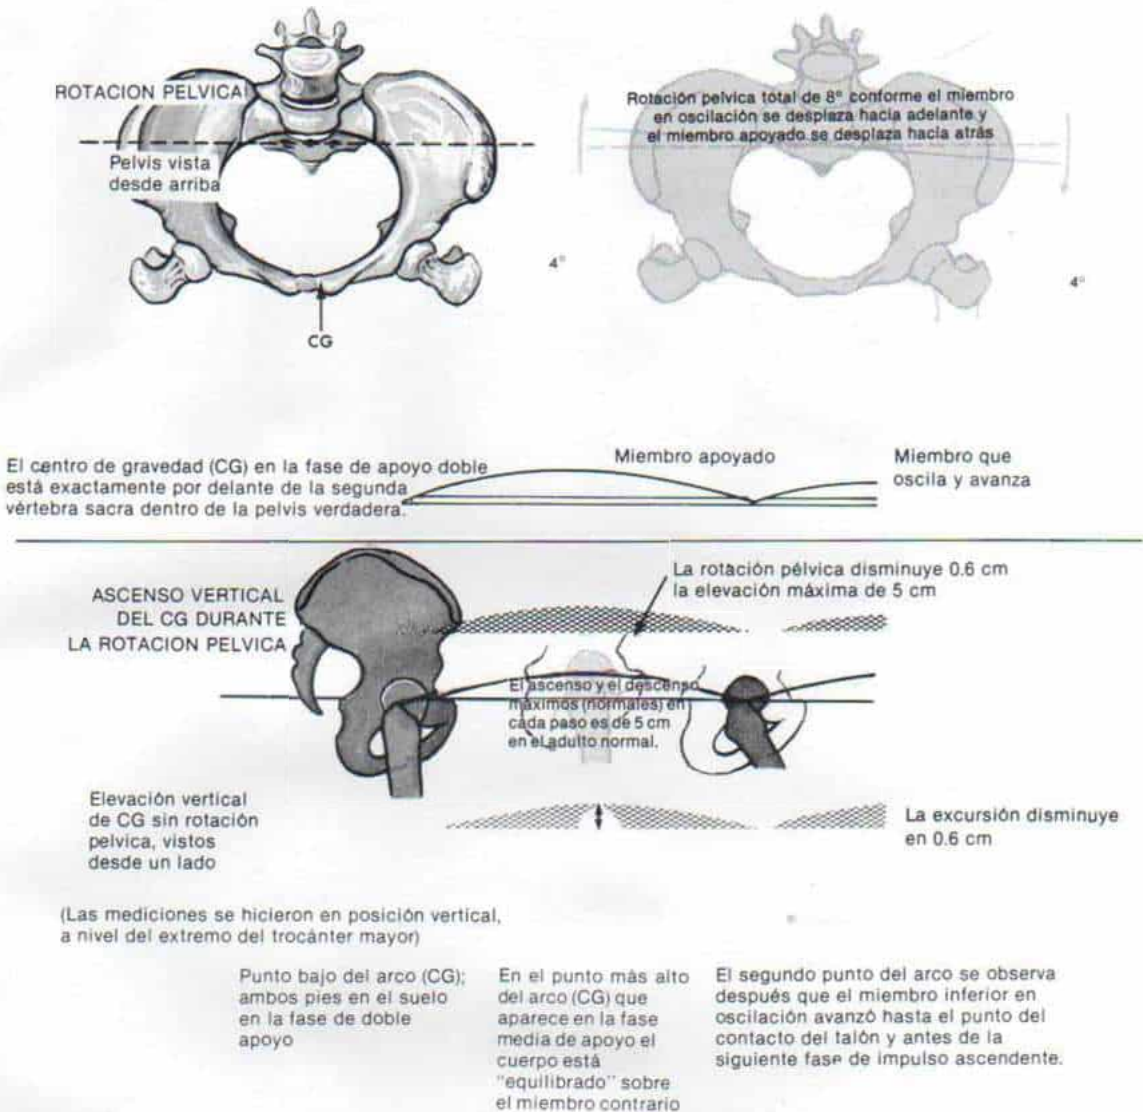 ROTACION PELVICA
Pelvis vista
desde arriba
4°
CG
Rotación pelvica total de 8° conforme el miembro
en oscilación se desplaza hacia adelante y
el miembro apoyado se desplaza hacia atrás
4°
El centro de gravedad (CG) en la fase de apoyo doble
está exactamente por delante de la segunda
vértebra sacra dentro de la pelvis verdadera.
Miembro apoyado
Miembro que
oscila y avanza
ASCENSO VERTICAL
DEL CG DURANTE
LA ROTACION PELVICA
La rotación pélvica disminuye 0.6 cm
la elevación máxima de 5 cm
El ascenso y el descenso
máximos (normales) en
cada paso es de 5 cm
en el adulto normal.
Elevación vertical
de CG sin rotación
pelvica, vistos
desde un lado
La excursión disminuye
en 0.6 cm
(Las mediciones se hicieron en posición vertical,
a nivel del extremo del trocánter mayor)
Punto bajo del arco (CG);
ambos pies en el suelo
en la fase de doble
apoyo
En el punto más alto
del arco (CG) que
aparece en la fase
media de apoyo el
cuerpo está
"equilibrado" sobre
el miembro contrario
El segundo punto del arco se observa
después que el miembro inferior en
oscilación avanzó hasta el punto del
contacto del talón y antes de la
siguiente fase de impulso ascendente.